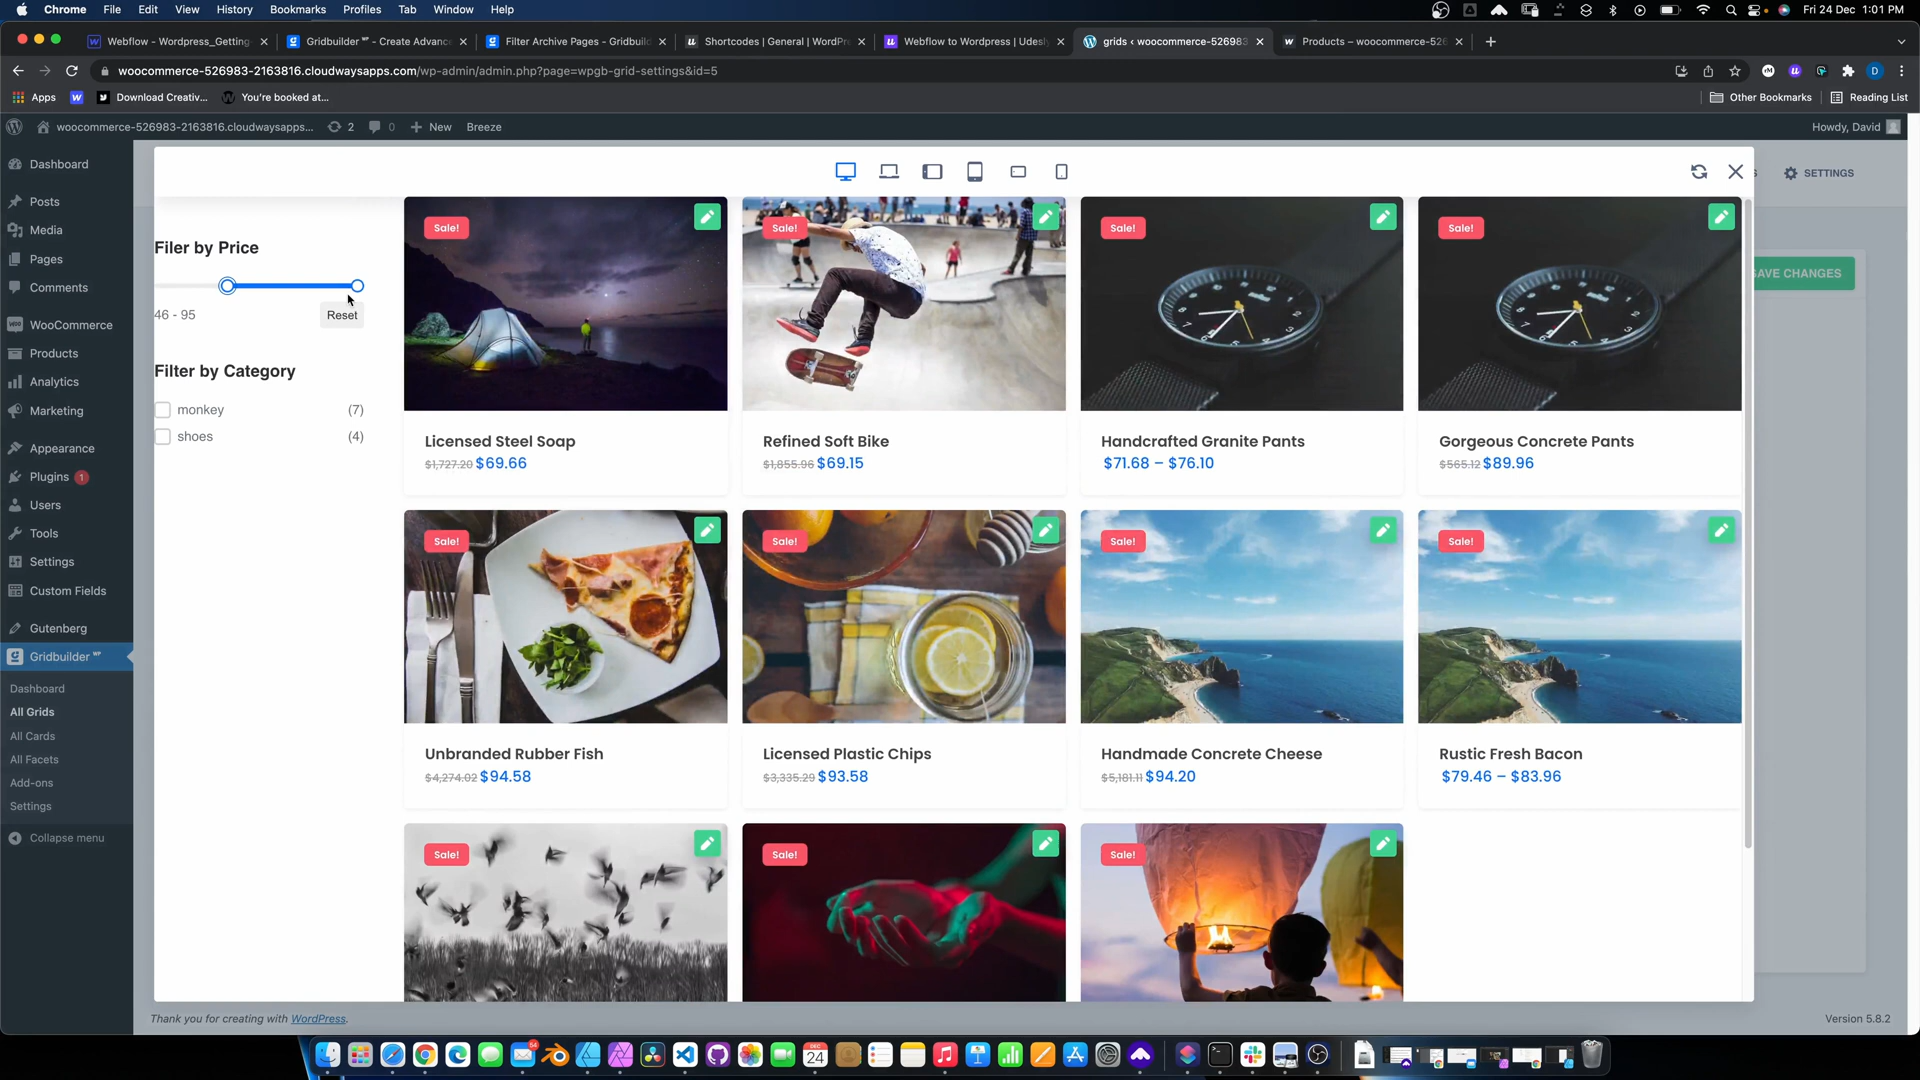 Chrome File Edit View History Bookmarks Profiles Tab Window Help Fri 24 Dec 1:01 PM
Webflow - Wordpress_Getting Gridbuilder ᵂᴾ - Create Advanc Filter Archive Pages - Gridbuild Shortcodes | General | WordPr Webflow to Wordpress | Udesly grids ‹ woocommerce-526983 Products – woocommerce-526
woocommerce-526983-2163816.cloudwaysapps.com/wp-admin/admin.php?page=wpgb-grid-settings&id=5
Apps Download Creativ... You're booked at... Other Bookmarks Reading List
woocommerce-526983-2163816.cloudwaysapps... 2 0 New Breeze Howdy, David
Dashboard
Posts
Media
Pages
Comments
WooCommerce
Products
Analytics
Marketing
Appearance
Plugins 1
Users
Tools
Settings
Custom Fields
Gutenberg
Gridbuilder ᵂᴾ
Dashboard
All Grids
All Cards
All Facets
Add-ons
Settings
Collapse menu
SETTINGS
SAVE CHANGES
Filer by Price
46 - 95 Reset
Filter by Category
monkey (7)
shoes (4)
Sale! Sale! Sale! Sale!
Licensed Steel Soap Refined Soft Bike Handcrafted Granite Pants Gorgeous Concrete Pants
$1,727.20 $69.66 $1,855.96 $69.15 $71.68 – $76.10 $565.12 $89.96
Sale! Sale! Sale! Sale!
Unbranded Rubber Fish Licensed Plastic Chips Handmade Concrete Cheese Rustic Fresh Bacon
$4,274.02 $94.58 $3,335.29 $93.58 $5,181.11 $94.20 $79.46 – $83.96
Sale! Sale! Sale!
Thank you for creating with WordPress. Version 5.8.2